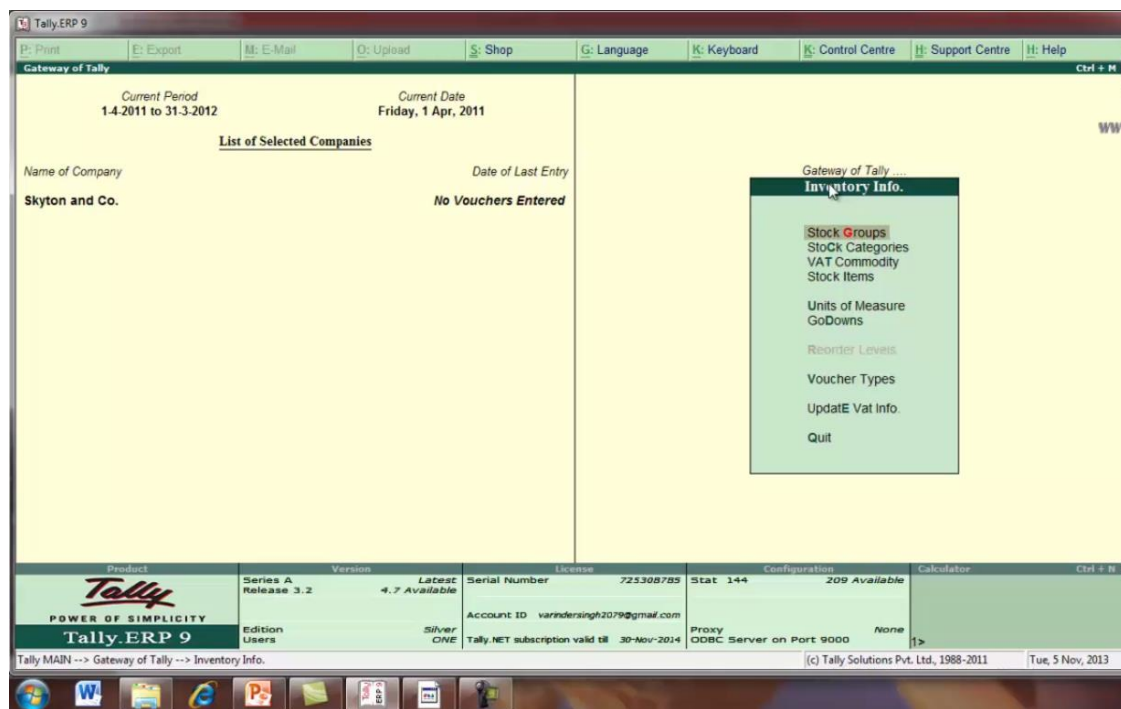 Tally.ERP 9
P: Print E: Export M: E-Mail O: Upload S: Shop G: Language K: Keyboard K: Control Centre H: Support Centre H: Help
Gateway of Tally Ctrl + M
Current Period Current Date
1-4-2011 to 31-3-2012 Friday, 1 Apr, 2011
List of Selected Companies
Name of Company Date of Last Entry
Skyton and Co. No Vouchers Entered
ww
Gateway of Tally ....
Inventory Info.
Stock Groups
StoCk Categories
VAT Commodity
Stock Items
Units of Measure
GoDowns
Reorder Levels
Voucher Types
UpdatE Vat Info.
Quit
Product Version License Configuration Calculator Ctrl + N
Tally
POWER OF SIMPLICITY
Tally.ERP 9
Series A Latest
Release 3.2 4.7 Available
Edition Silver
Users ONE
Serial Number 725308785
Account ID varindersingh2079@gmail.com
Tally.NET subscription valid till 30-Nov-2014
Stat 144 209 Available
Proxy None
ODBC Server on Port 9000
1>
Tally MAIN --> Gateway of Tally --> Inventory Info. (c) Tally Solutions Pvt. Ltd., 1988-2011 Tue, 5 Nov, 2013